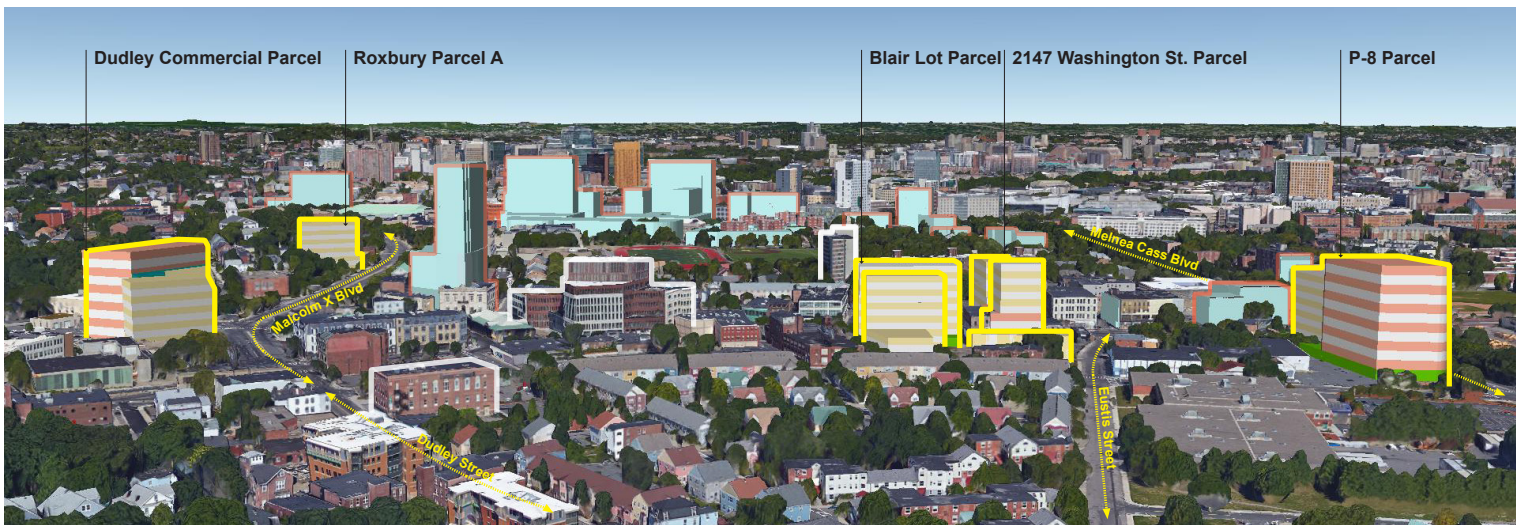 Dudley Commercial Parcel
Roxbury Parcel A
Blair Lot Parcel
2147 Washington St. Parcel
P-8 Parcel
Melnea Cass Blvd
Malcolm X Blvd
Dudley Street
Eustis Street